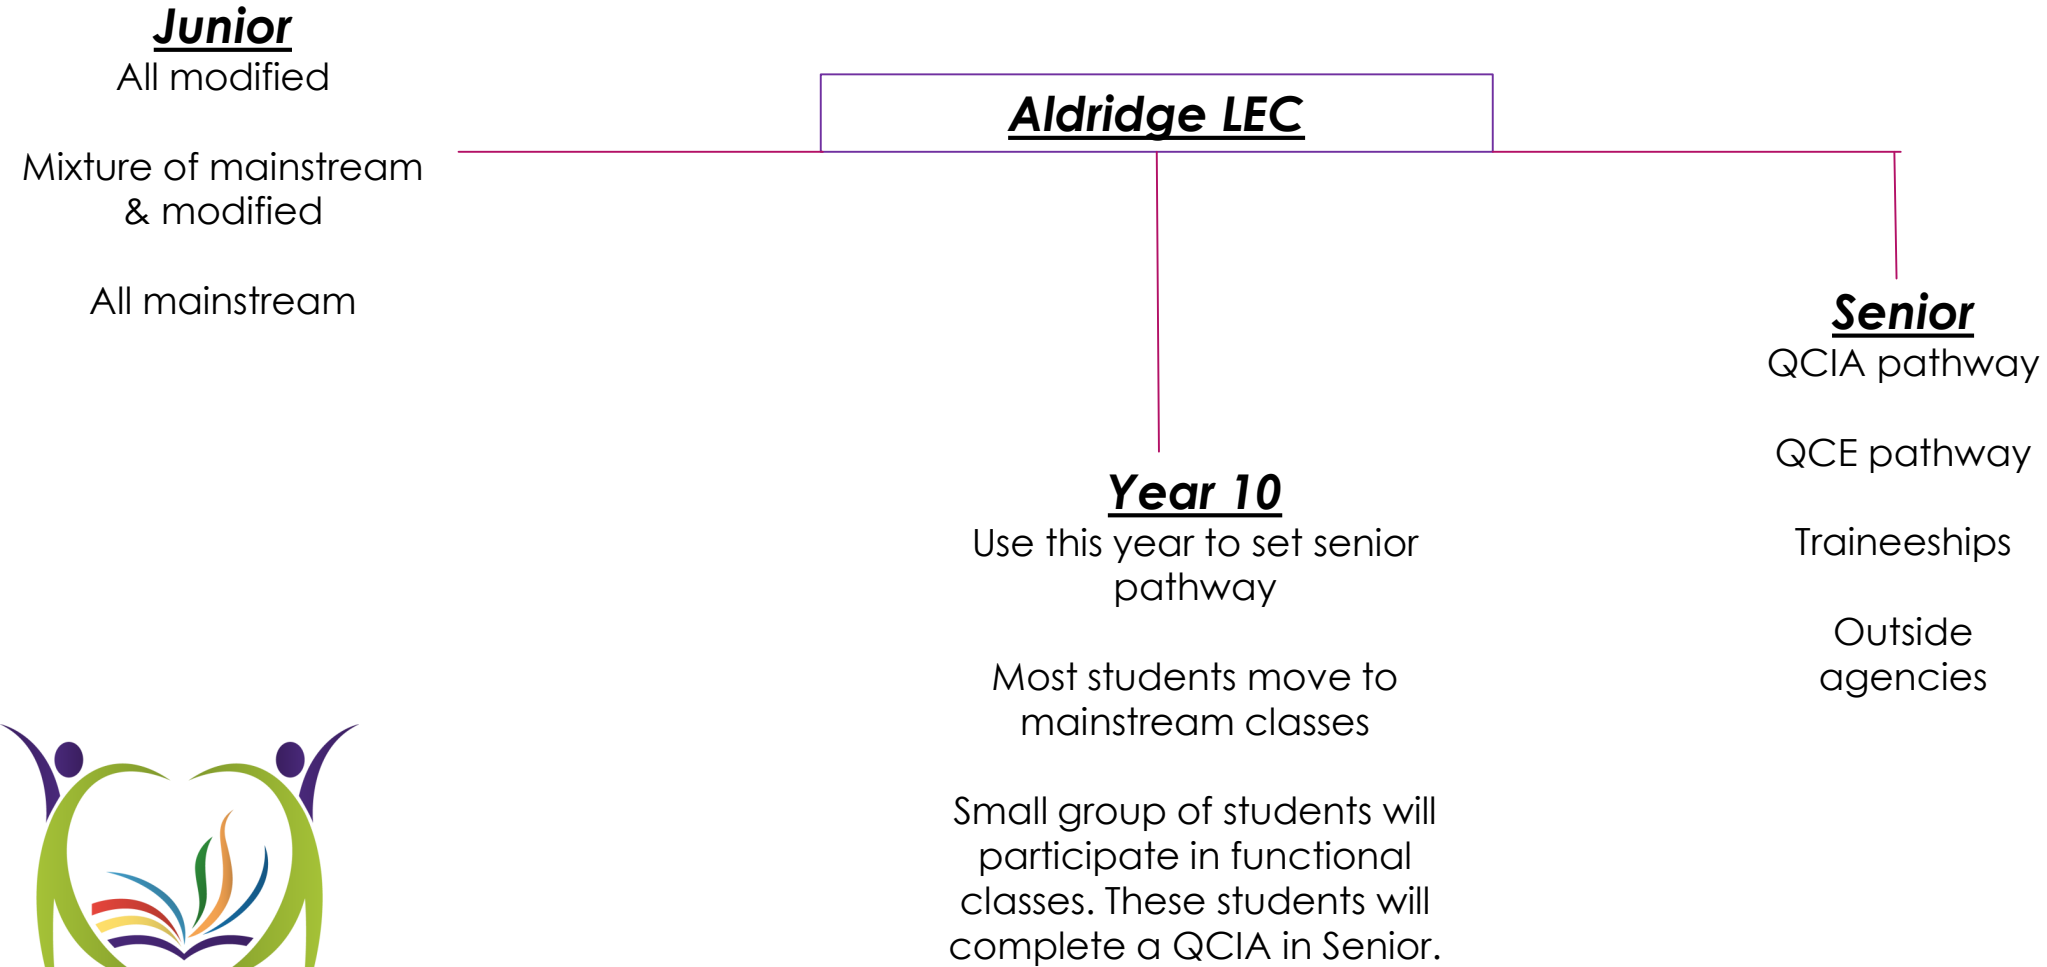 Junior
All modified
Mixture of mainstream
& modified
All mainstream
Aldridge LEC
Year 10
Use this year to set senior
pathway
Most students move to
mainstream classes
Small group of students will
participate in functional
classes. These students will
complete a QCIA in Senior.
Senior
QCIA pathway
QCE pathway
Traineeships
Outside
agencies